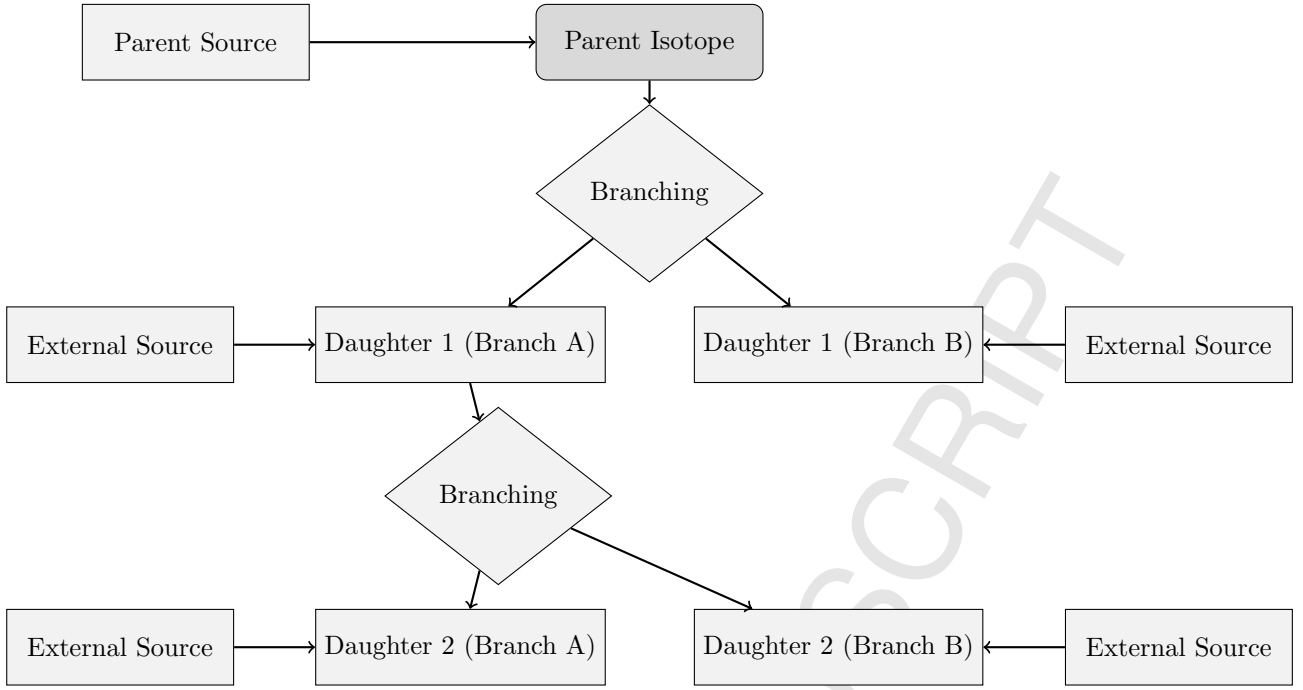 Parent Source
Parent Isotope
Branching
External Source
Daughter 1 (Branch A)
Daughter 1 (Branch B)
External Source
Branching
External Source
Daughter 2 (Branch A)
Daughter 2 (Branch B)
External Source
SCRIPT